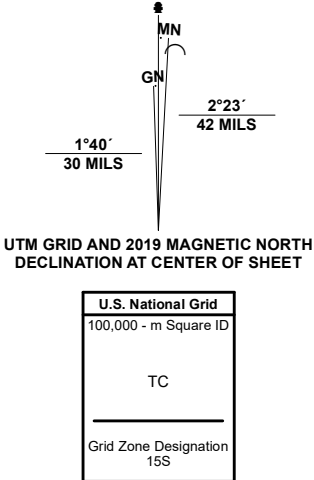 MN
GN
2°23´
42 MILS
1°40´
30 MILS
UTM GRID AND 2019 MAGNETIC NORTH
DECLINATION AT CENTER OF SHEET
U.S. National Grid
100,000 - m Square ID
TC
Grid Zone Designation
15S